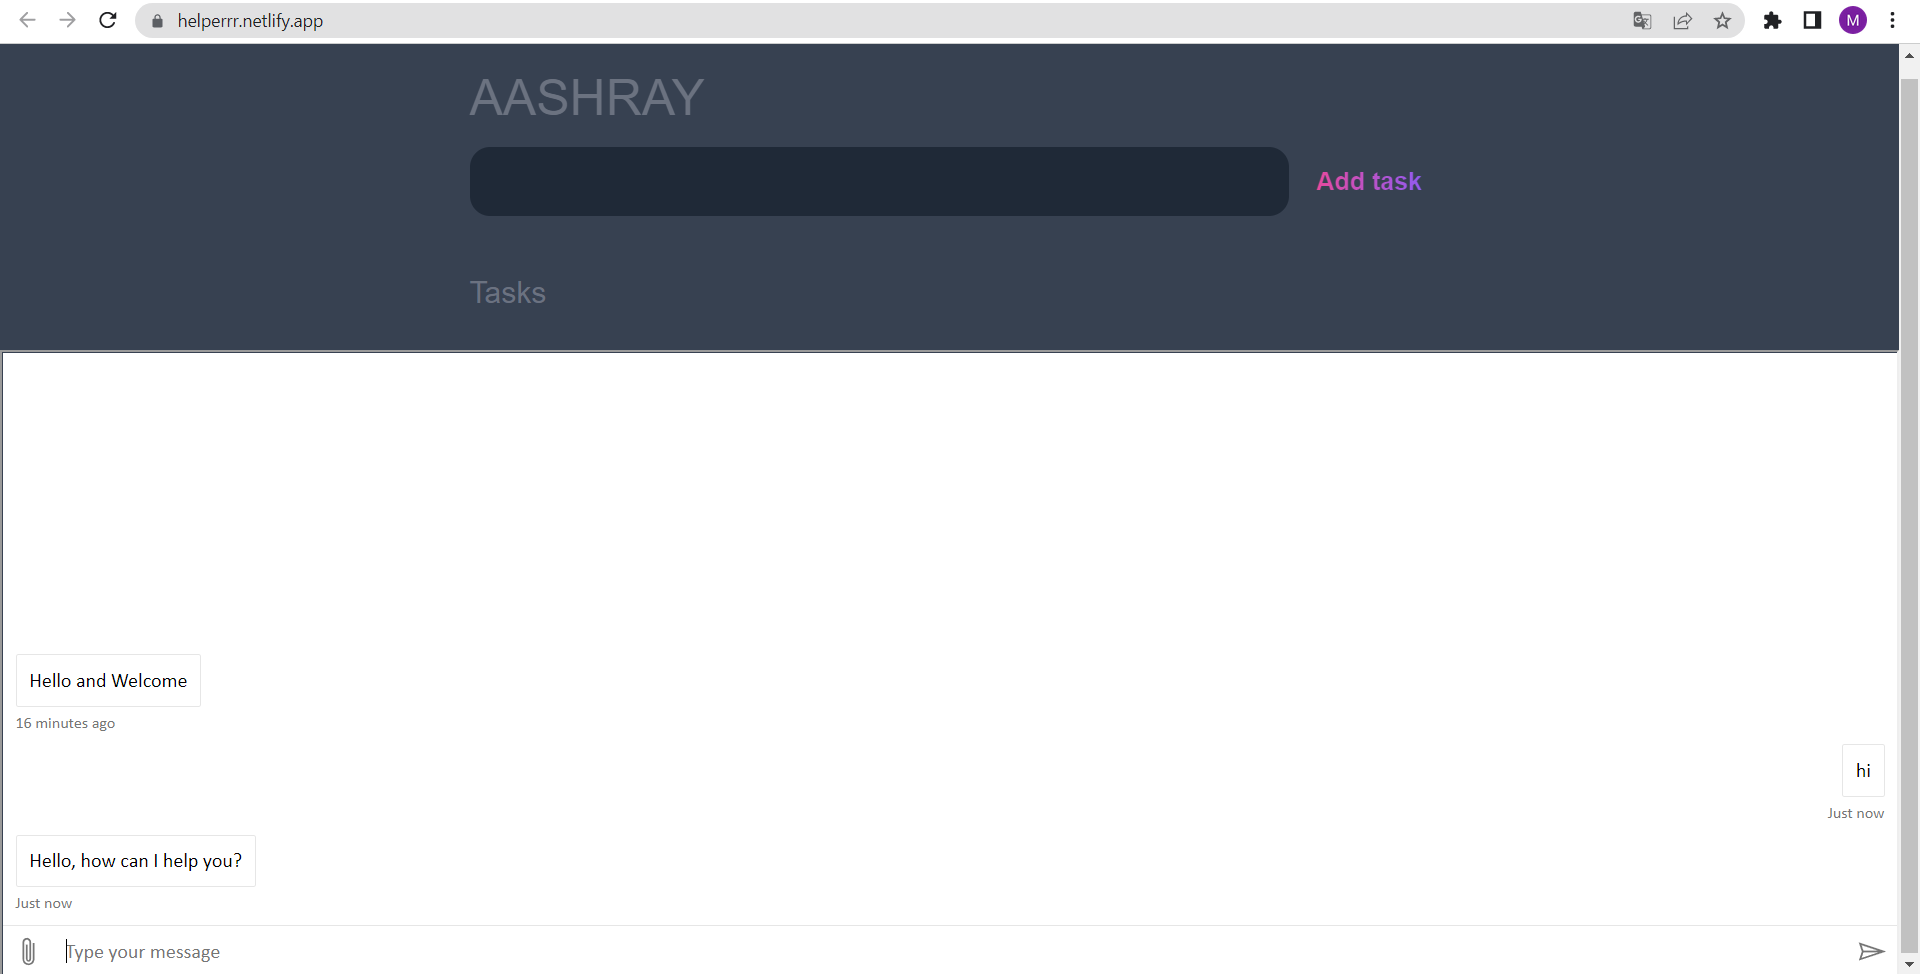 helperrr.netlify.app
M
AASHRAY
Add task
Tasks
Hello and Welcome
16 minutes ago
hi
Just now
Hello, how can I help you?
Just now
Type your message